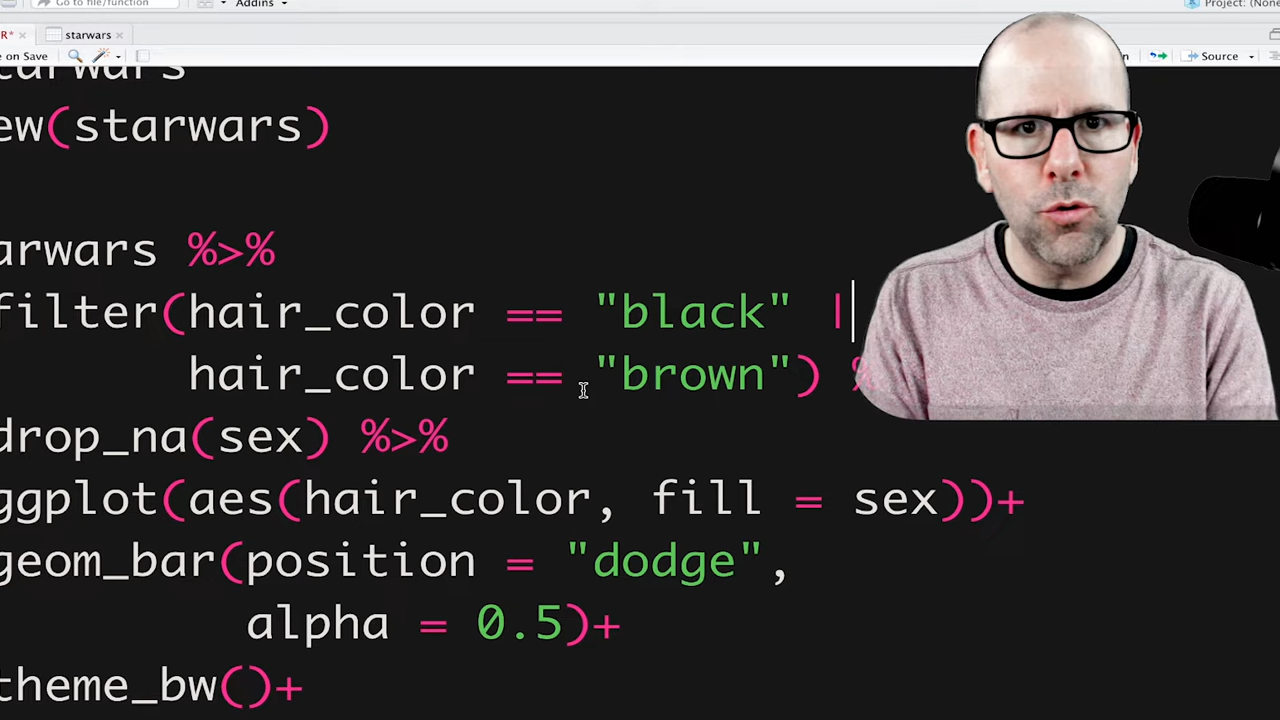 Go to file/function
Addins
Project: (None
R*
starwars
e on Save
Source
starwars
ew(starwars)
arwars %>%
filter(hair_color == "black" |
hair_color == "brown") %
drop_na(sex) %>%
ggplot(aes(hair_color, fill = sex))+
geom_bar(position = "dodge",
alpha = 0.5)+
theme_bw()+